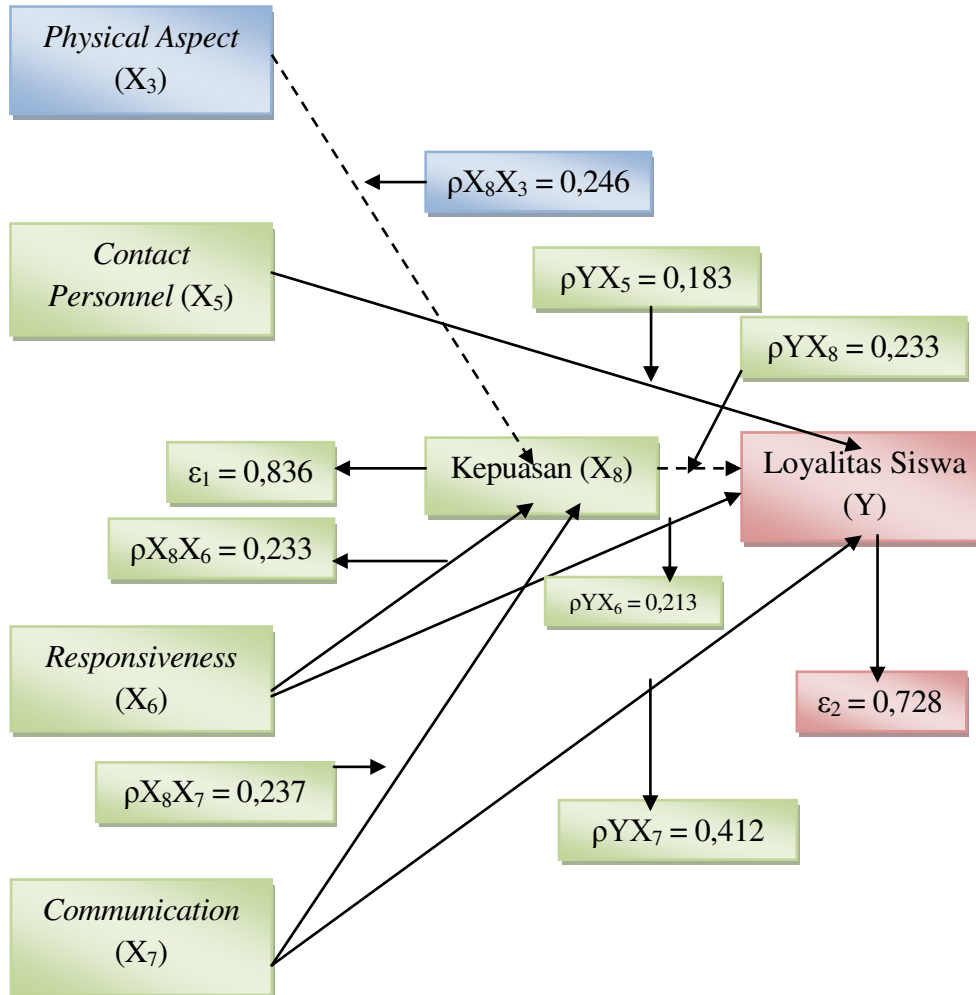 Physical Aspect
(X₃)
ρX₈X₃ = 0,246
Contact
Personnel (X₅)
ρYX₅ = 0,183
ρYX₈ = 0,233
ε₁ = 0,836
Kepuasan (X₈)
Loyalitas Siswa
(Y)
ρX₈X₆ = 0,233
ρYX₆ = 0,213
Responsiveness
(X₆)
ε₂ = 0,728
ρX₈X₇ = 0,237
ρYX₇ = 0,412
Communication
(X₇)